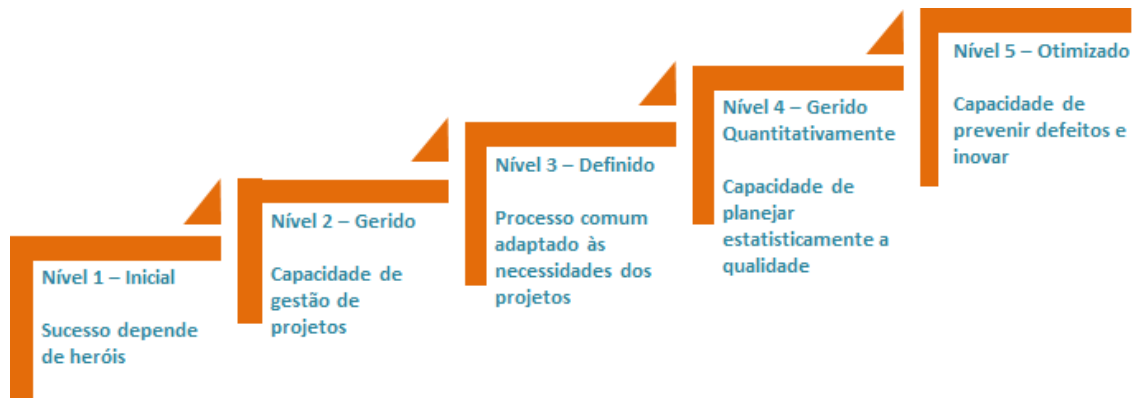 Nível 1 – Inicial
Sucesso depende
de heróis
Nível 2 – Gerido
Capacidade de
gestão de
projetos
Nível 3 – Definido
Processo comum
adaptado às
necessidades dos
projetos
Nível 4 – Gerido
Quantitativamente
Capacidade de
planejar
estatisticamente a
qualidade
Nível 5 – Otimizado
Capacidade de
prevenir defeitos e
inovar